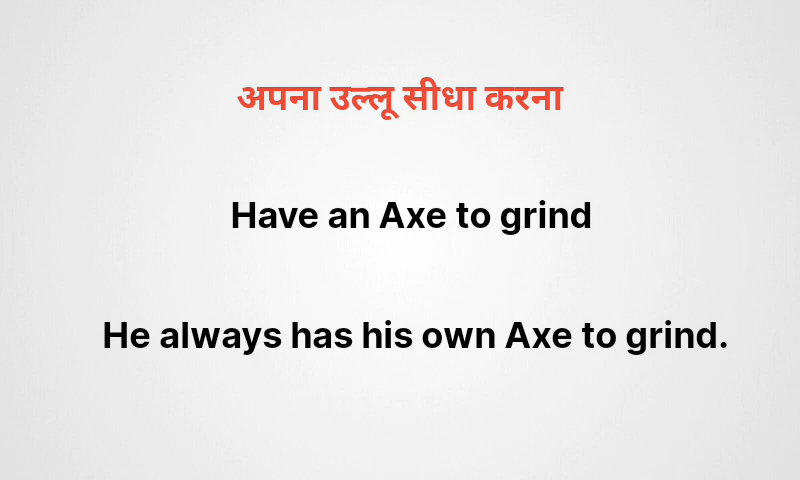 अपना उल्लू सीधा करना
Have an Axe to grind
He always has his own Axe to grind.